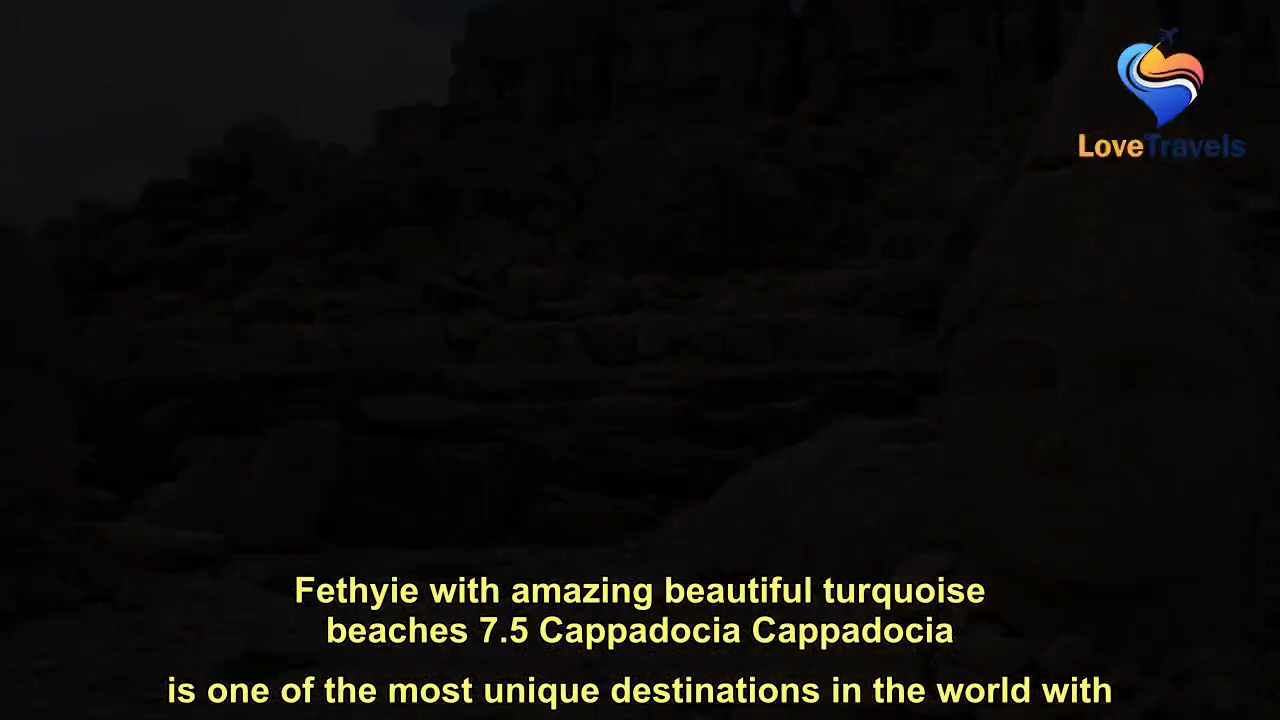 LoveTravels
Fethyie with amazing beautiful turquoise
beaches 7.5 Cappadocia Cappadocia
is one of the most unique destinations in the world with